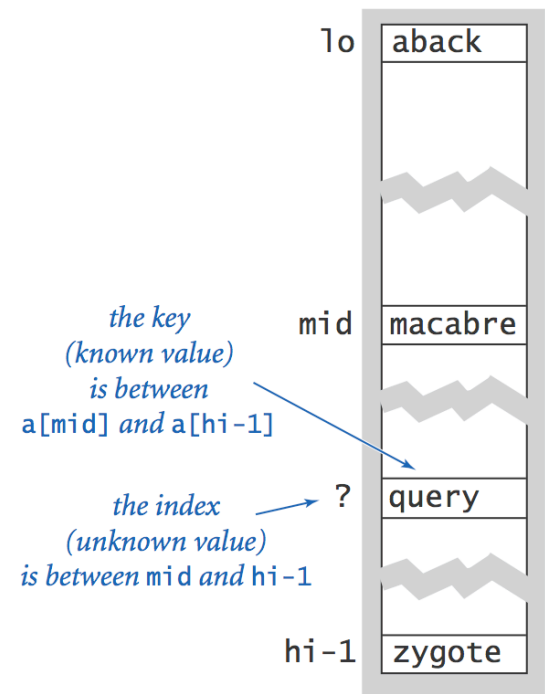 lo aback
mid macabre
the key
(known value)
is between
a[mid] and a[hi-1]
? query
the index
(unknown value)
is between mid and hi-1
hi-1 zygote